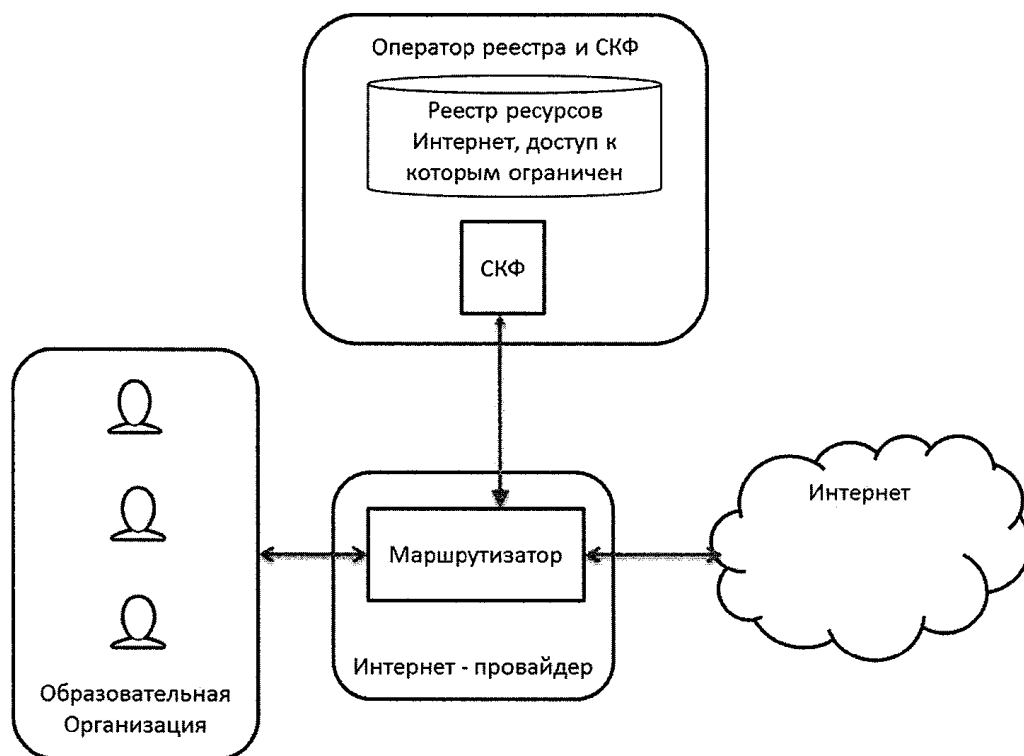 Оператор реестра и СКФ
Реестр ресурсов
Интернет, доступ к
которым ограничен
СКФ
Интернет
Маршрутизатор
Интернет - провайдер
Образовательная
Организация